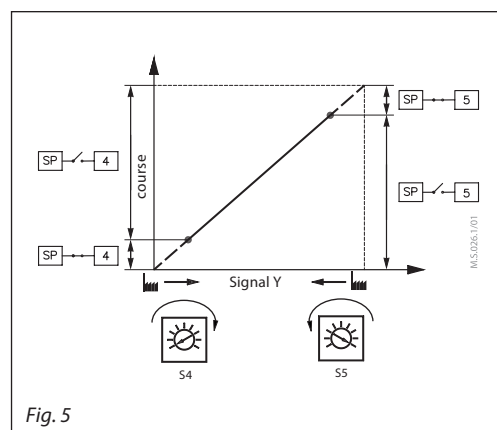 SP 5
SP 4
course
SP 5
SP 4
M.S.026.1/01
Signal Y
S4
S5
Fig. 5